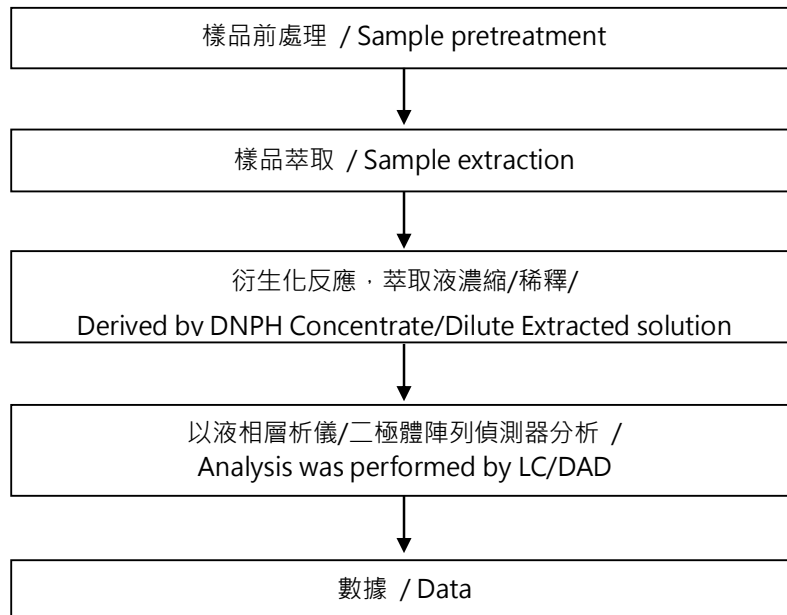 樣品前處理 / Sample pretreatment
樣品萃取 / Sample extraction
衍生化反應，萃取液濃縮/稀釋/
Derived by DNPH Concentrate/Dilute Extracted solution
以液相層析儀/二極體陣列偵測器分析 /
Analysis was performed by LC/DAD
數據 / Data